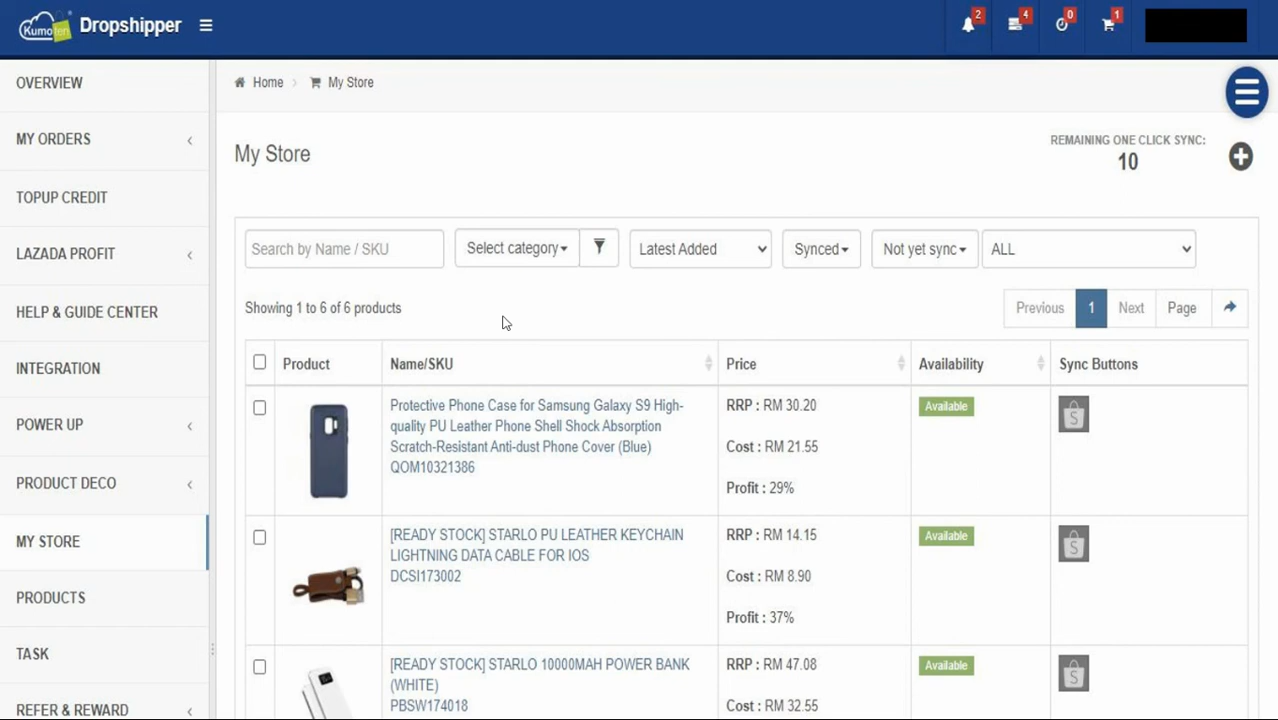 Kumoten Dropshipper
2 4 0 1
OVERVIEW
MY ORDERS
TOPUP CREDIT
LAZADA PROFIT
HELP & GUIDE CENTER
INTEGRATION
POWER UP
PRODUCT DECO
MY STORE
PRODUCTS
TASK
REFER & REWARD
Home > My Store
My Store
REMAINING ONE CLICK SYNC:
10
Search by Name / SKU Select category Latest Added Synced Not yet sync ALL
Showing 1 to 6 of 6 products Previous 1 Next Page
Product Name/SKU Price Availability Sync Buttons
Protective Phone Case for Samsung Galaxy S9 High-
quality PU Leather Phone Shell Shock Absorption
Scratch-Resistant Anti-dust Phone Cover (Blue)
QOM10321386
RRP : RM 30.20
Cost : RM 21.55
Profit : 29%
Available
S
[READY STOCK] STARLO PU LEATHER KEYCHAIN
LIGHTNING DATA CABLE FOR IOS
DCSI173002
RRP : RM 14.15
Cost : RM 8.90
Profit : 37%
Available
S
[READY STOCK] STARLO 10000MAH POWER BANK
(WHITE)
PBSW174018
RRP : RM 47.08
Cost : RM 32.55
Available
S